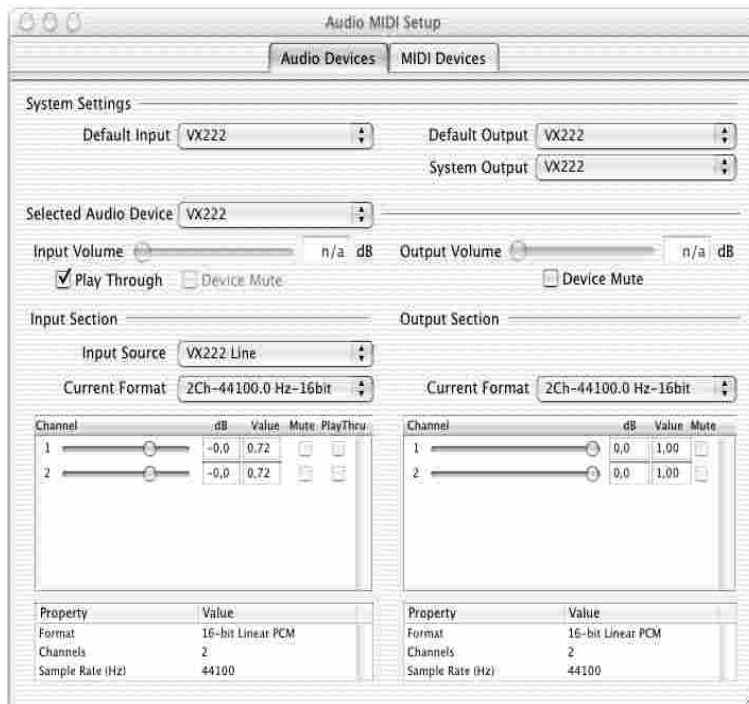 Audio MIDI Setup
Audio Devices MIDI Devices
System Settings
Default Input VX222 Default Output VX222
System Output VX222
Selected Audio Device VX222
Input Volume n/a dB Output Volume n/a dB
Play Through Device Mute Device Mute
Input Section Output Section
Input Source VX222 Line
Current Format 2Ch-44100.0 Hz-16bit Current Format 2Ch-44100.0 Hz-16bit
Channel dB Value Mute PlayThru Channel dB Value Mute
1 -0,0 0,72 1 0,0 1,00
2 -0,0 0,72 2 0,0 1,00
Property Value Property Value
Format 16-bit Linear PCM Format 16-bit Linear PCM
Channels 2 Channels 2
Sample Rate (Hz) 44100 Sample Rate (Hz) 44100